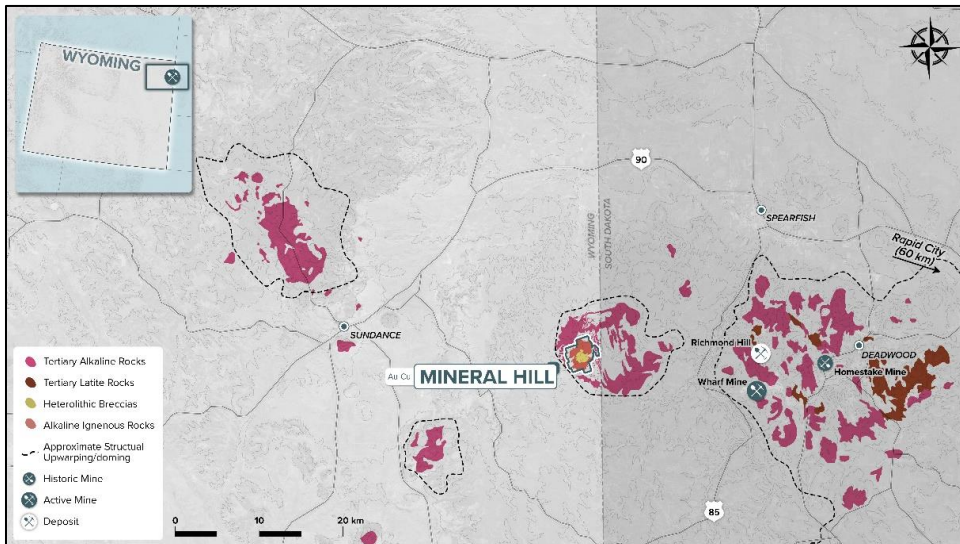 WYOMING
90
SPEARFISH
WYOMING
SOUTH DAKOTA
Rapid City
(60 km)
SUNDANCE
Richmond Hill
DEADWOOD
Homestake Mine
Au Cu
MINERAL HILL
Wharf Mine
85
Tertiary Alkaline Rocks
Tertiary Latite Rocks
Heterolithic Breccias
Alkaline Ignenous Rocks
Approximate Structual
Upwarping/doming
Historic Mine
Active Mine
Deposit
0 10 20 km